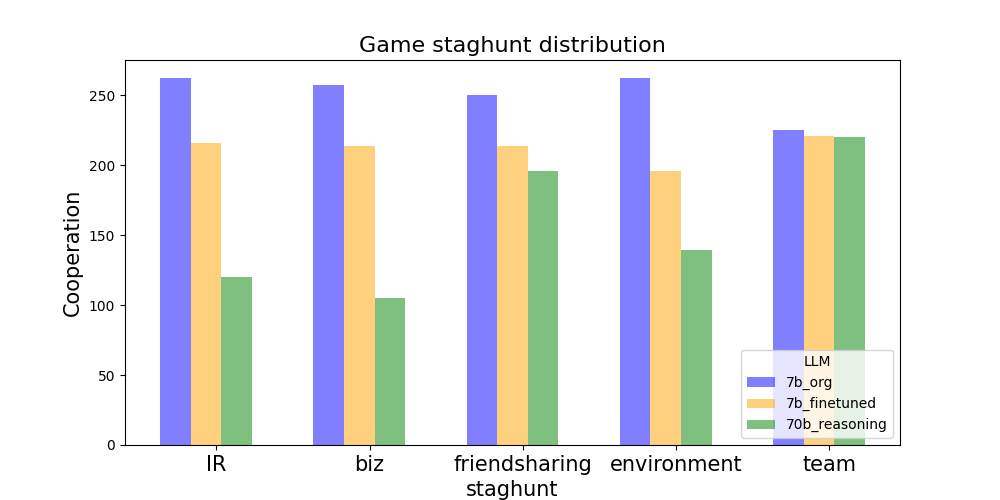 Game staghunt distribution
Cooperation
250
200
150
100
50
0
LLM
7b_org
7b_finetuned
70b_reasoning
IR biz friendsharing environment team
staghunt